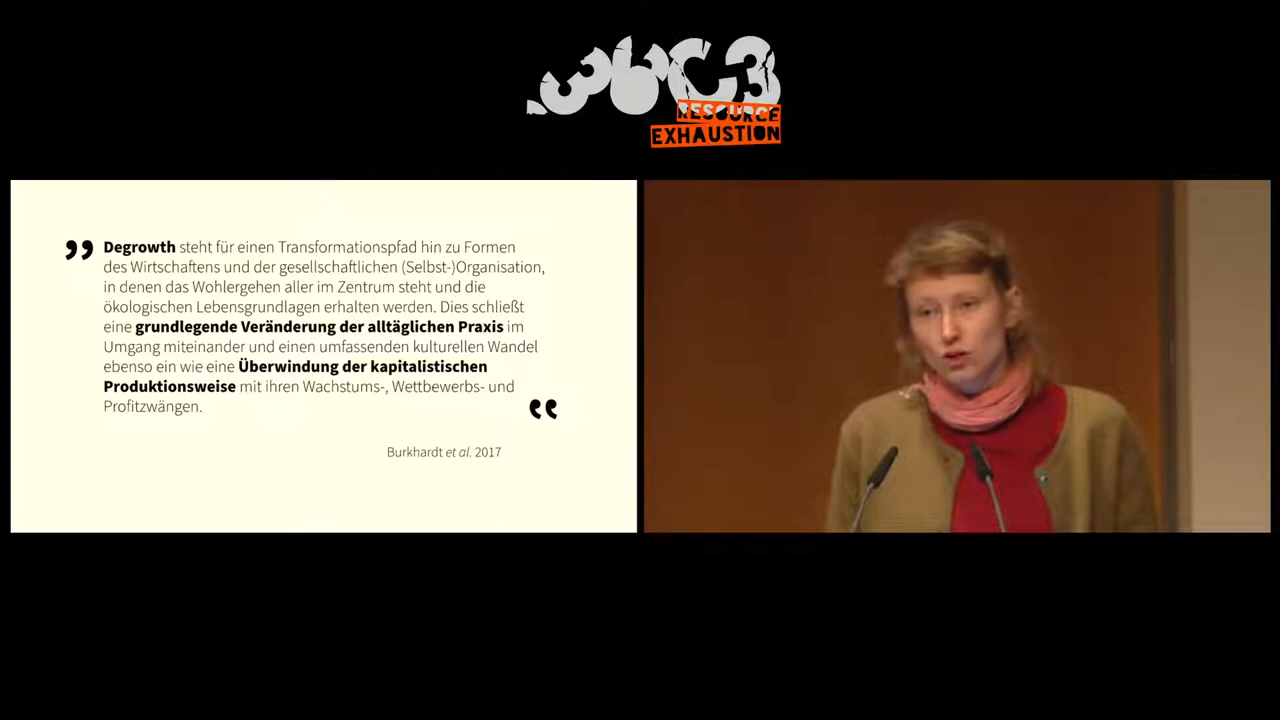 36C3
RESOURCE
EXHAUSTION
Degrowth steht für einen Transformationspfad hin zu Formen
des Wirtschaftens und der gesellschaftlichen (Selbst-)Organisation,
in denen das Wohlergehen aller im Zentrum steht und die
ökologischen Lebensgrundlagen erhalten werden. Dies schließt
eine grundlegende Veränderung der alltäglichen Praxis im
Umgang miteinander und einen umfassenden kulturellen Wandel
ebenso ein wie eine Überwindung der kapitalistischen
Produktionsweise mit ihren Wachstums-, Wettbewerbs- und
Profitzwängen.
Burkhardt et al. 2017